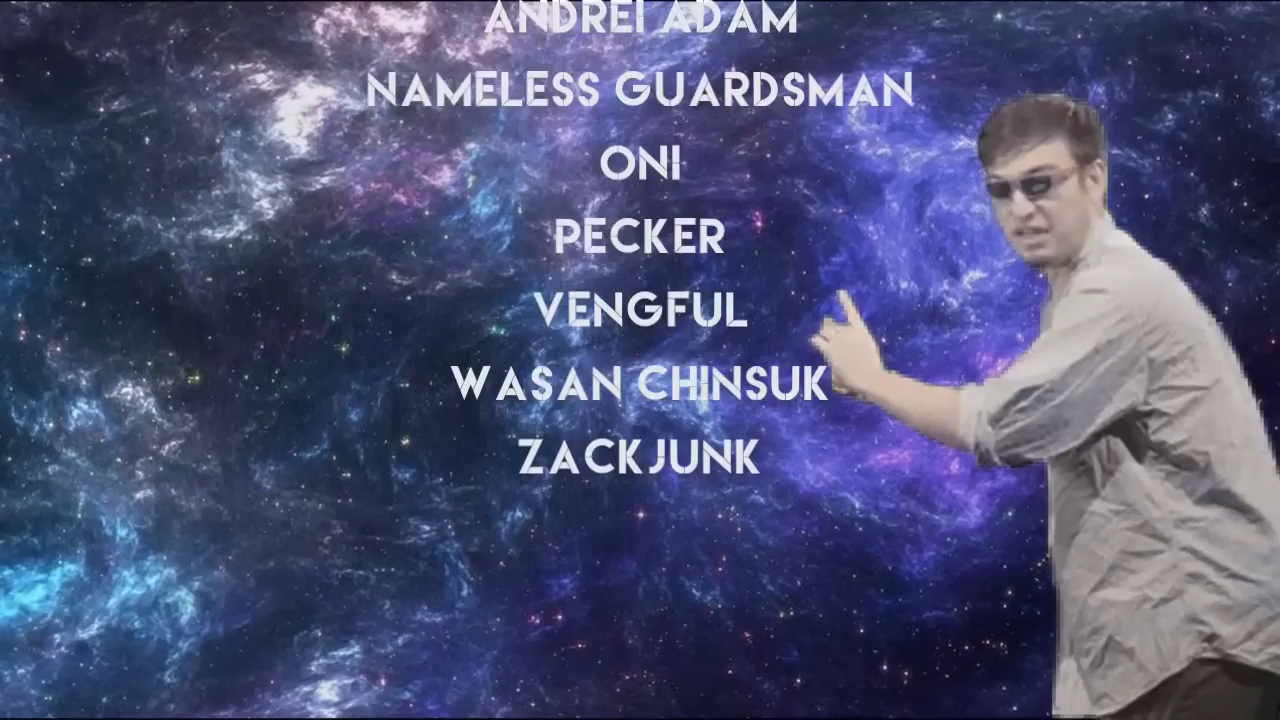 ANDREI ADAM
NAMELESS GUARDSMAN
ONI
PECKER
VENGFUL
WASAN CHINSUK
ZACKJUNK